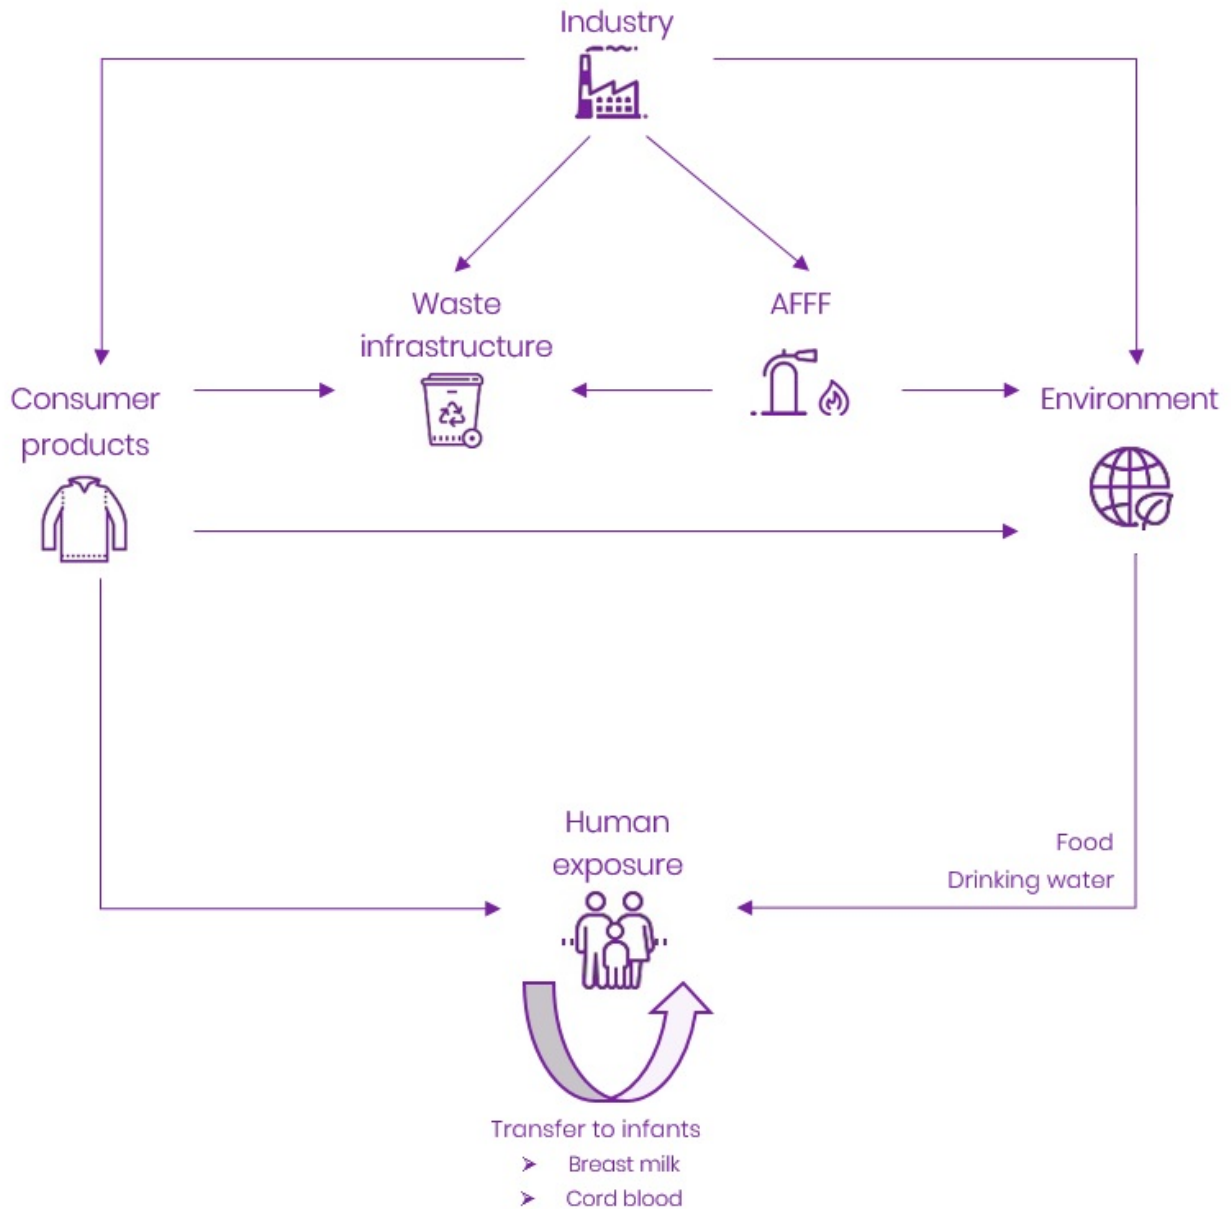 Industry
Waste
infrastructure
AFFF
Consumer
products
Environment
Human
exposure
Food
Drinking water
Transfer to infants
➢ Breast milk
➢ Cord blood